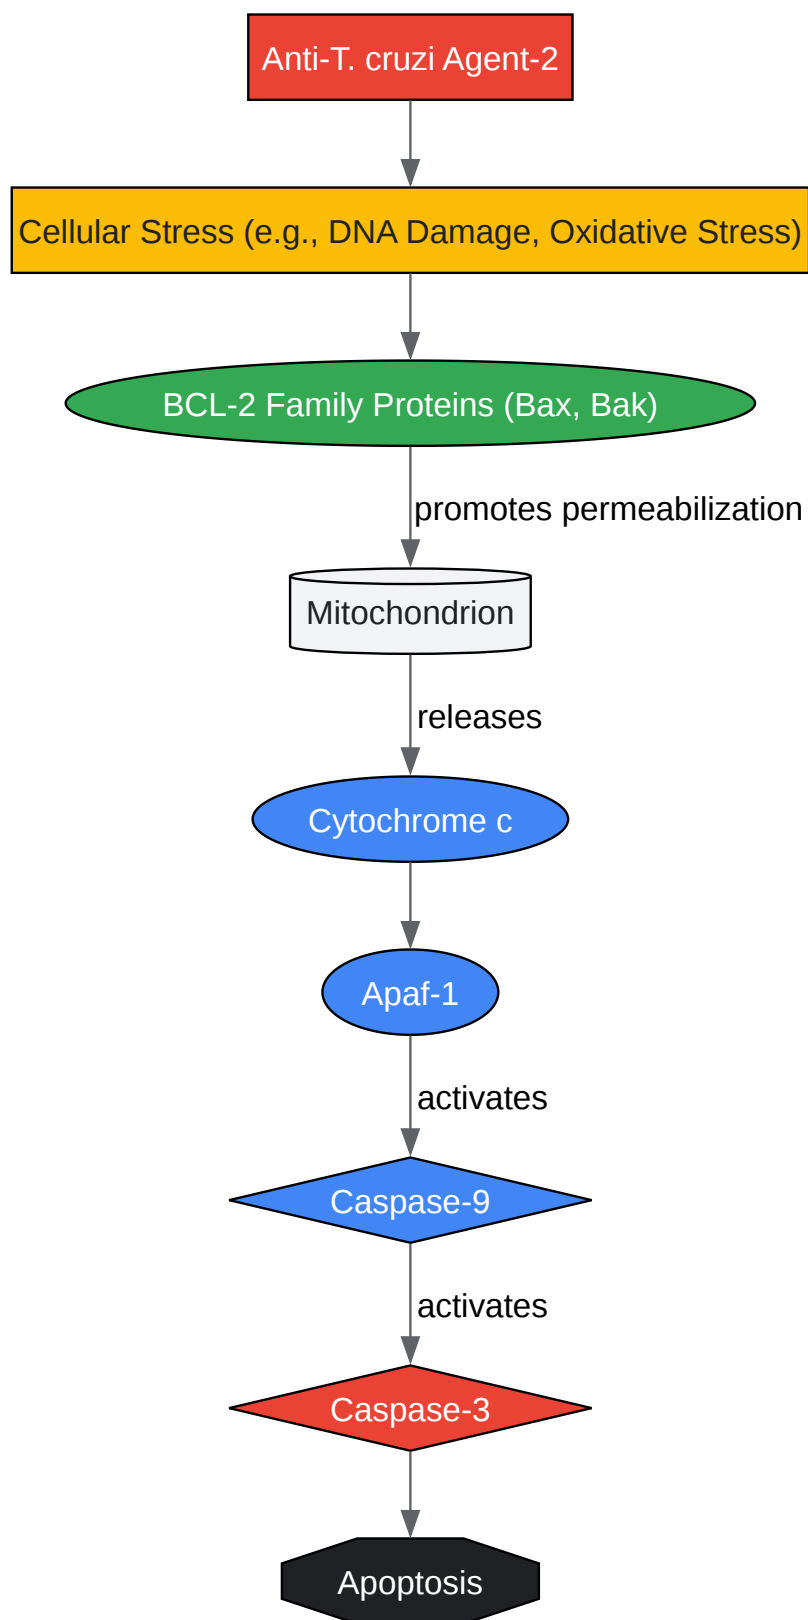 Anti-T. cruzi Agent-2
Cellular Stress (e.g., DNA Damage, Oxidative Stress)
BCL-2 Family Proteins (Bax, Bak)
promotes permeabilization
Mitochondrion
releases
Cytochrome c
Apaf-1
activates
Caspase-9
activates
Caspase-3
Apoptosis